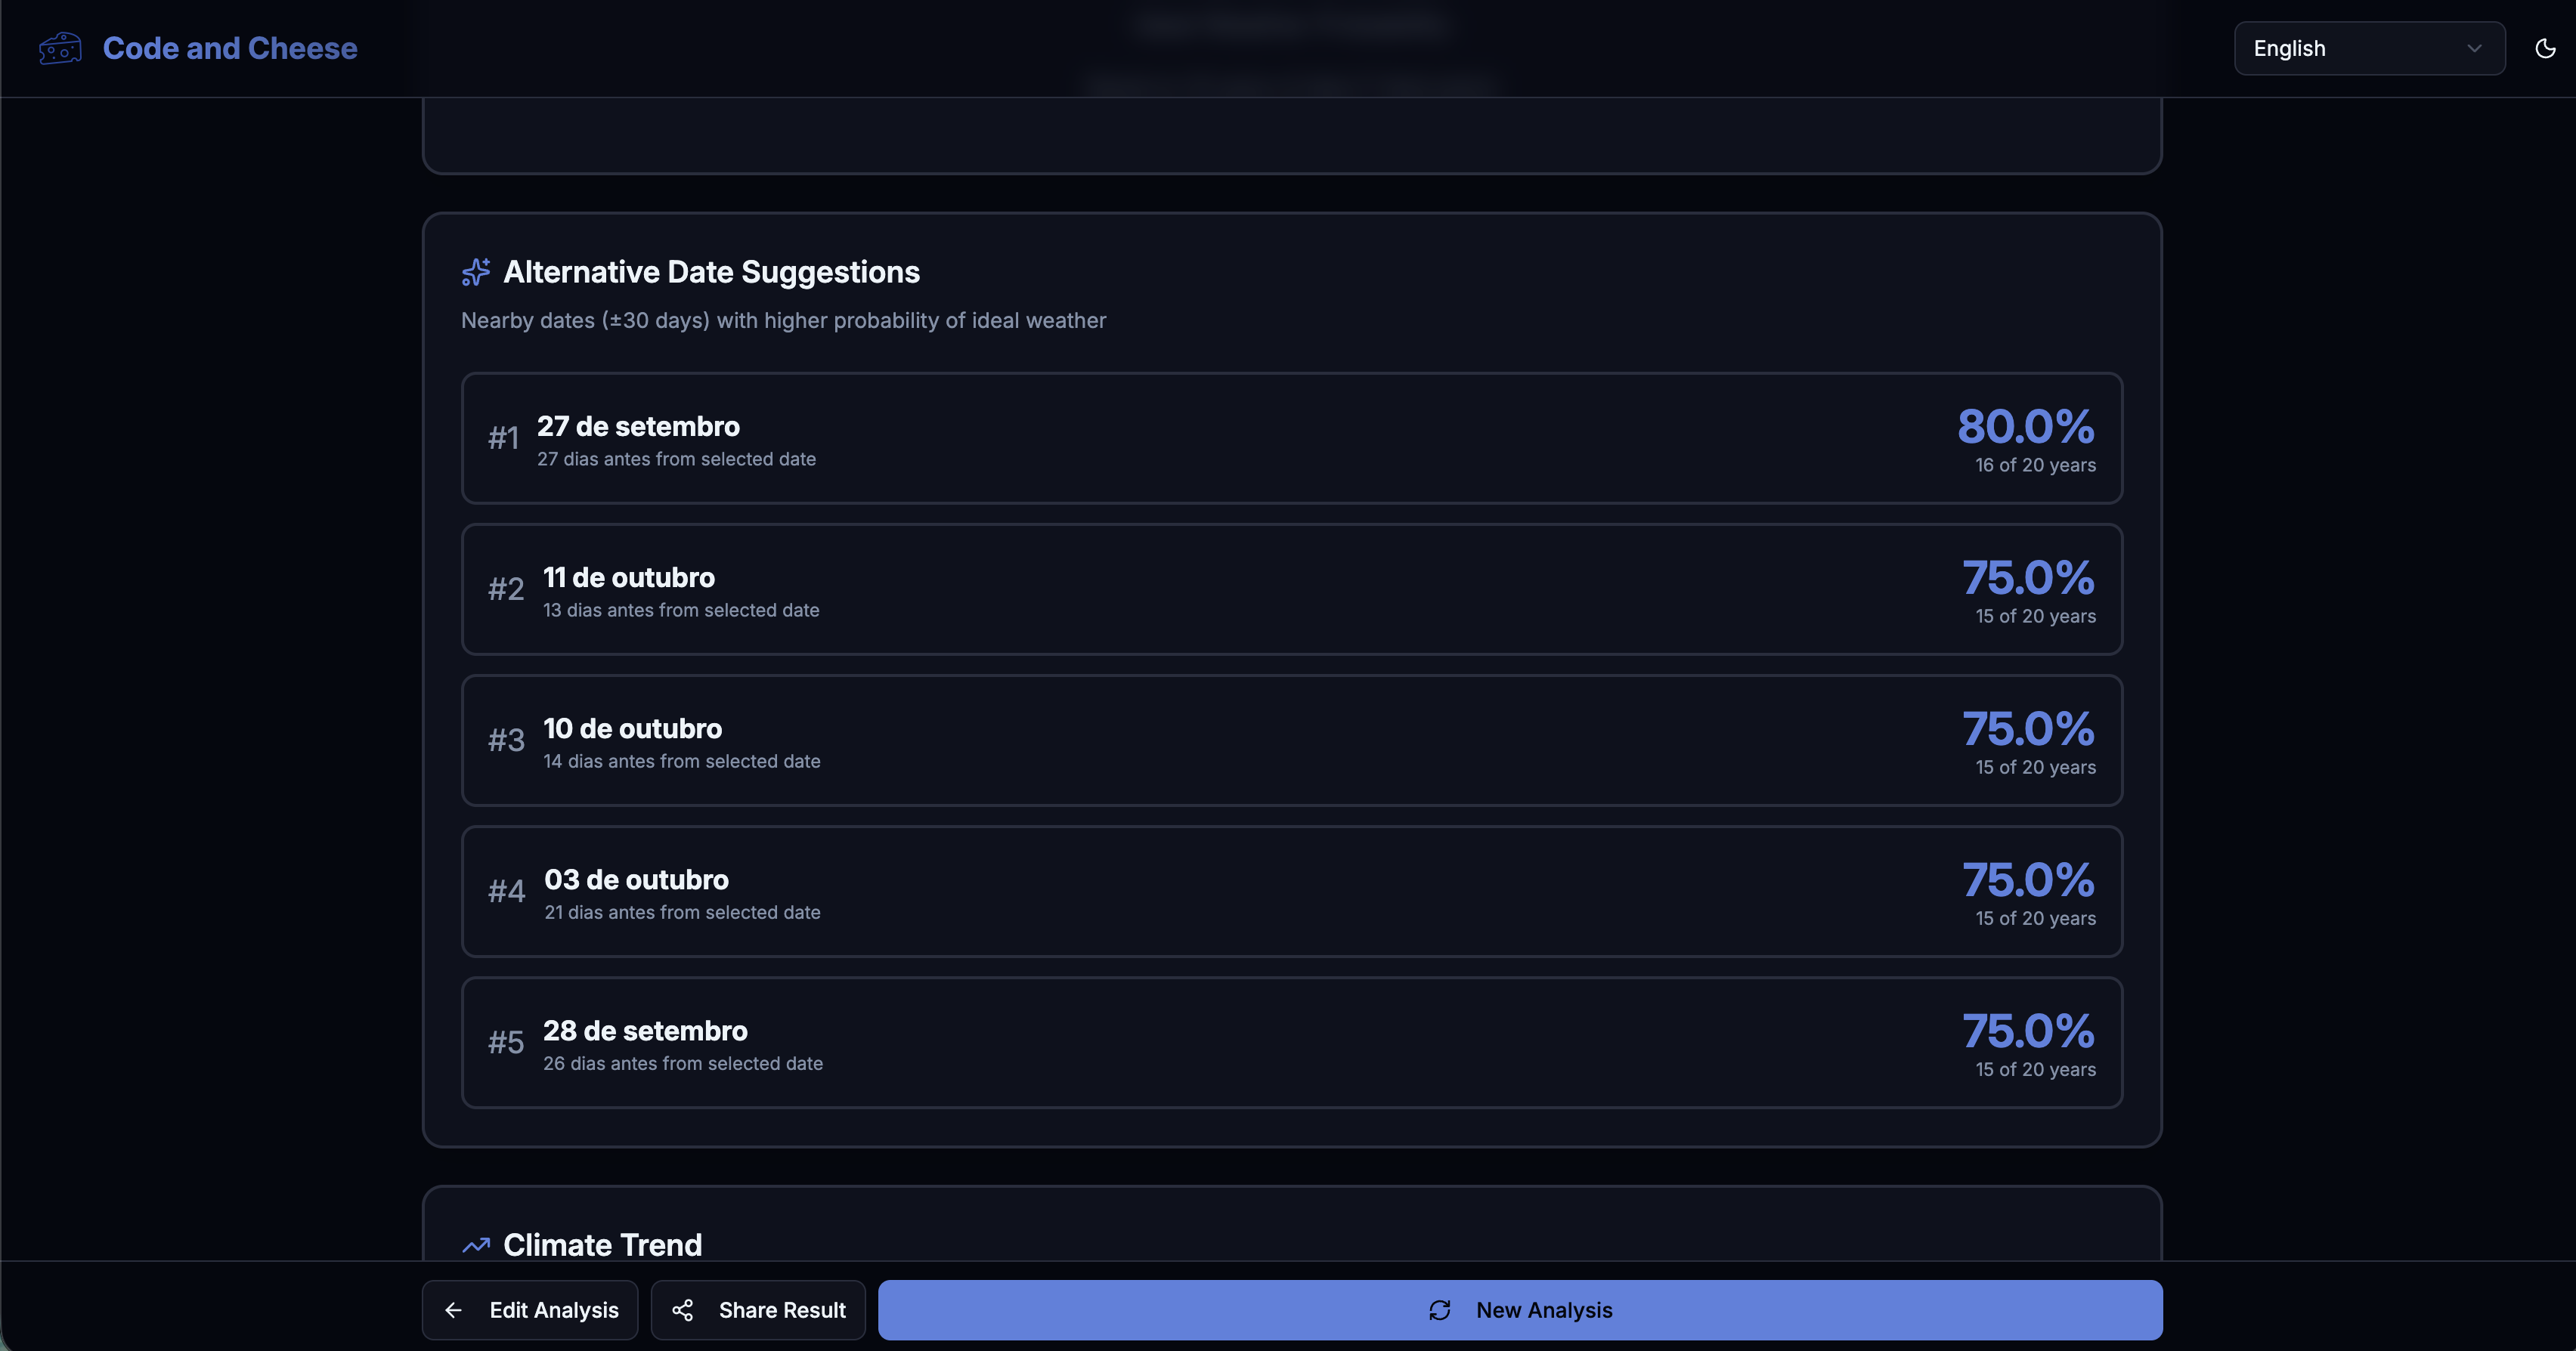 Code and Cheese
English
Alternative Date Suggestions
Nearby dates (±30 days) with higher probability of ideal weather
#1
27 de setembro
27 dias antes from selected date
80.0%
16 of 20 years
#2
11 de outubro
13 dias antes from selected date
75.0%
15 of 20 years
#3
10 de outubro
14 dias antes from selected date
75.0%
15 of 20 years
#4
03 de outubro
21 dias antes from selected date
75.0%
15 of 20 years
#5
28 de setembro
26 dias antes from selected date
75.0%
15 of 20 years
Climate Trend
Edit Analysis
Share Result
New Analysis